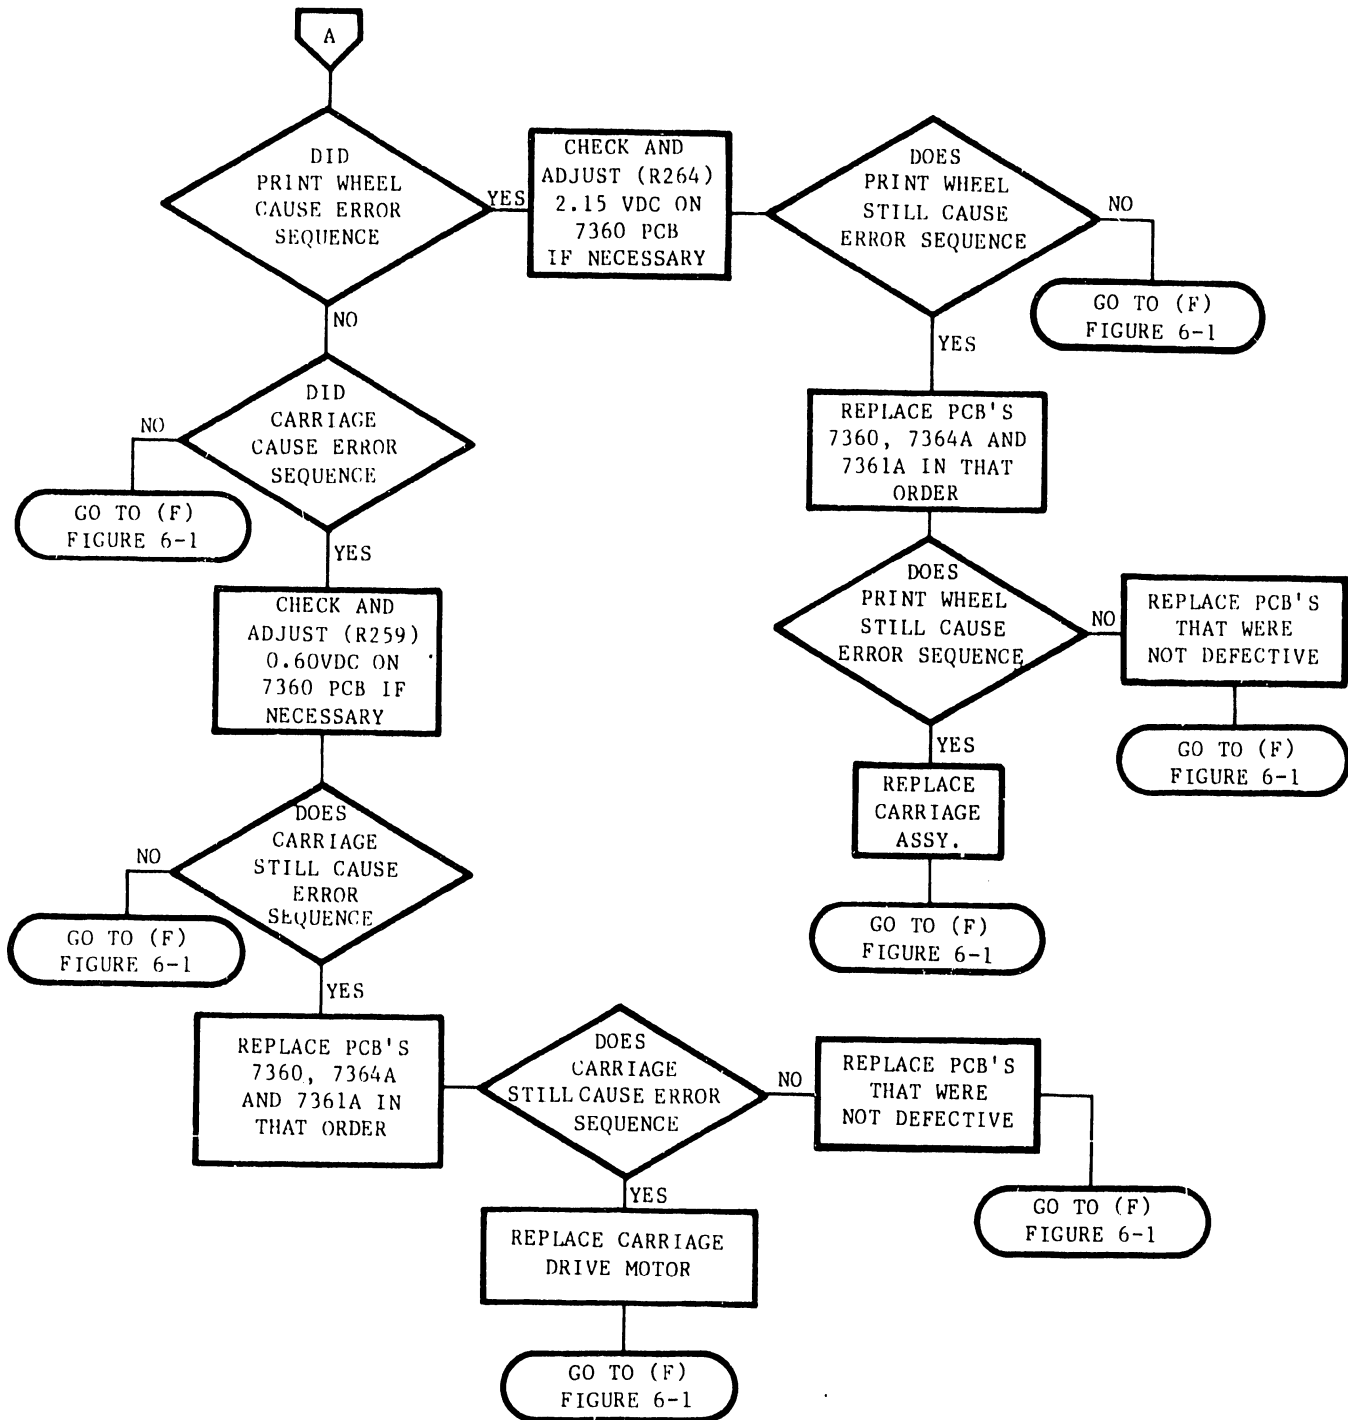 A
DID
PRINT WHEEL
CAUSE ERROR
SEQUENCE
YES
CHECK AND
ADJUST (R264)
2.15 VDC ON
7360 PCB
IF NECESSARY
DOES
PRINT WHEEL
STILL CAUSE
ERROR SEQUENCE
NO
GO TO (F)
FIGURE 6-1
YES
REPLACE PCB'S
7360, 7364A AND
7361A IN THAT
ORDER
DOES
PRINT WHEEL
STILL CAUSE
ERROR SEQUENCE
NO
REPLACE PCB'S
THAT WERE
NOT DEFECTIVE
GO TO (F)
FIGURE 6-1
YES
REPLACE
CARRIAGE
ASSY.
GO TO (F)
FIGURE 6-1
NO
DID
CARRIAGE
CAUSE ERROR
SEQUENCE
NO
GO TO (F)
FIGURE 6-1
YES
CHECK AND
ADJUST (R259)
0.60VDC ON
7360 PCB IF
NECESSARY
DOES
CARRIAGE
STILL CAUSE
ERROR
SEQUENCE
NO
GO TO (F)
FIGURE 6-1
YES
REPLACE PCB'S
7360, 7364A
AND 7361A IN
THAT ORDER
DOES
CARRIAGE
STILL CAUSE ERROR
SEQUENCE
NO
REPLACE PCB'S
THAT WERE
NOT DEFECTIVE
GO TO (F)
FIGURE 6-1
YES
REPLACE CARRIAGE
DRIVE MOTOR
GO TO (F)
FIGURE 6-1